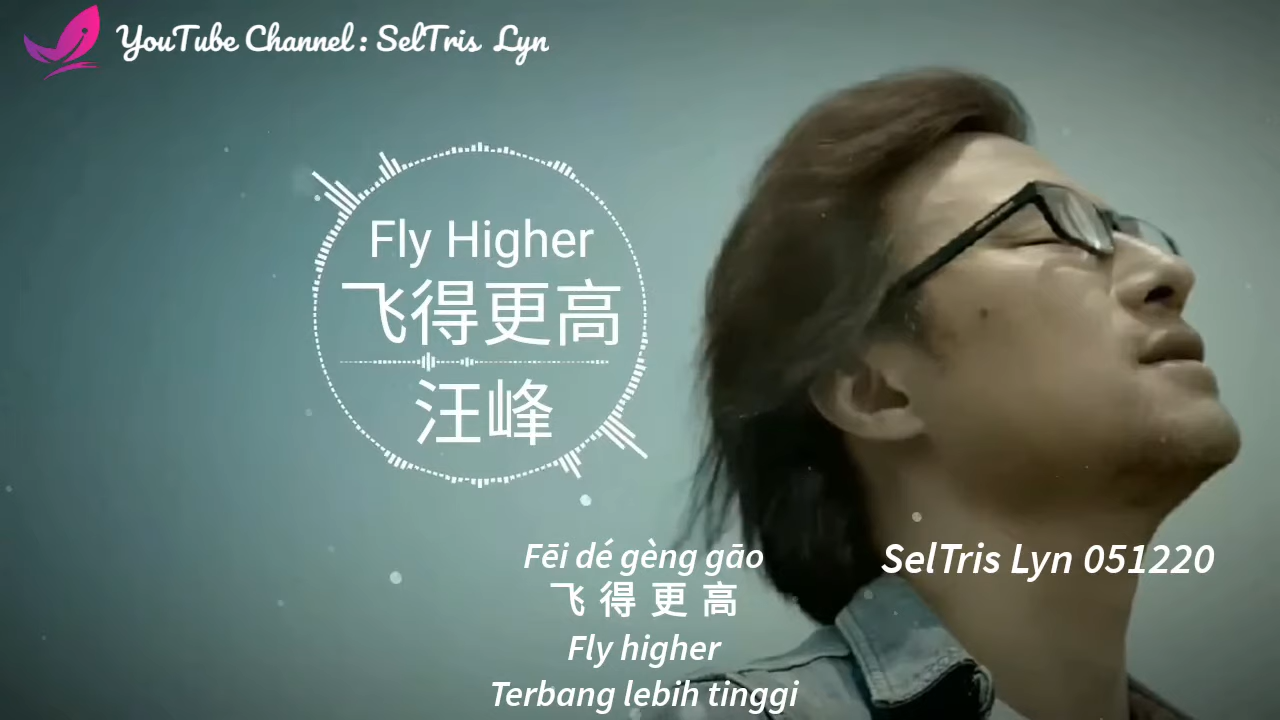 YouTube Channel : SelTris Lyn
Fly Higher
飞得更高
汪峰
Fēi dé gèng gāo
飞 得 更 高
Fly higher
Terbang lebih tinggi
SelTris Lyn 051220